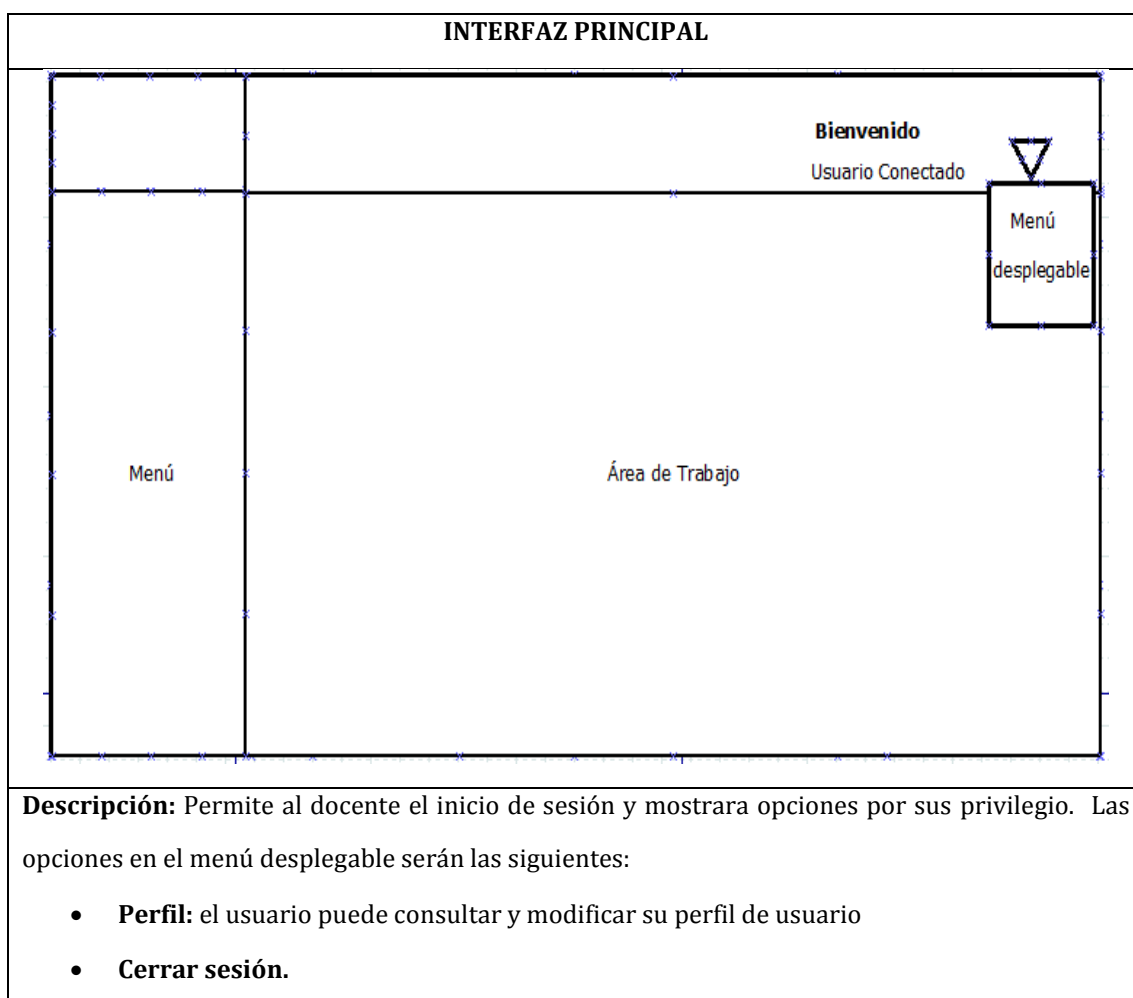 INTERFAZ PRINCIPAL
Bienvenido
Usuario Conectado
Menú
desplegable
Menú
Área de Trabajo
Descripción: Permite al docente el inicio de sesión y mostrara opciones por sus privilegio. Las
opciones en el menú desplegable serán las siguientes:
• Perfil: el usuario puede consultar y modificar su perfil de usuario
• Cerrar sesión.